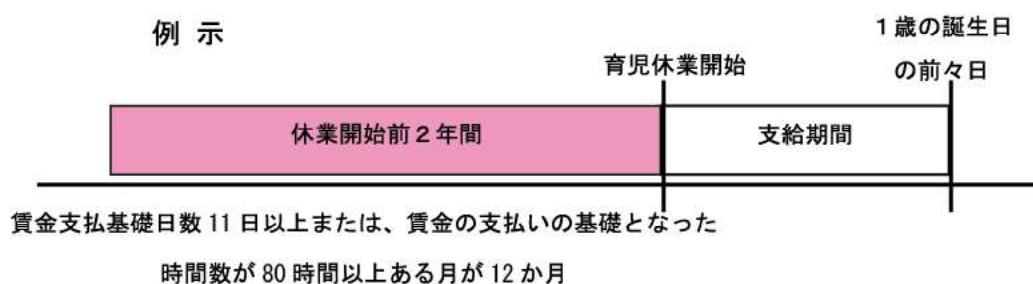 例 示
1歳の誕生日
の前々日
育児休業開始
休業開始前2年間
支給期間
賃金支払基礎日数 11 日以上または、賃金の支払いの基礎となった
時間数が 80 時間以上ある月が 12 か月